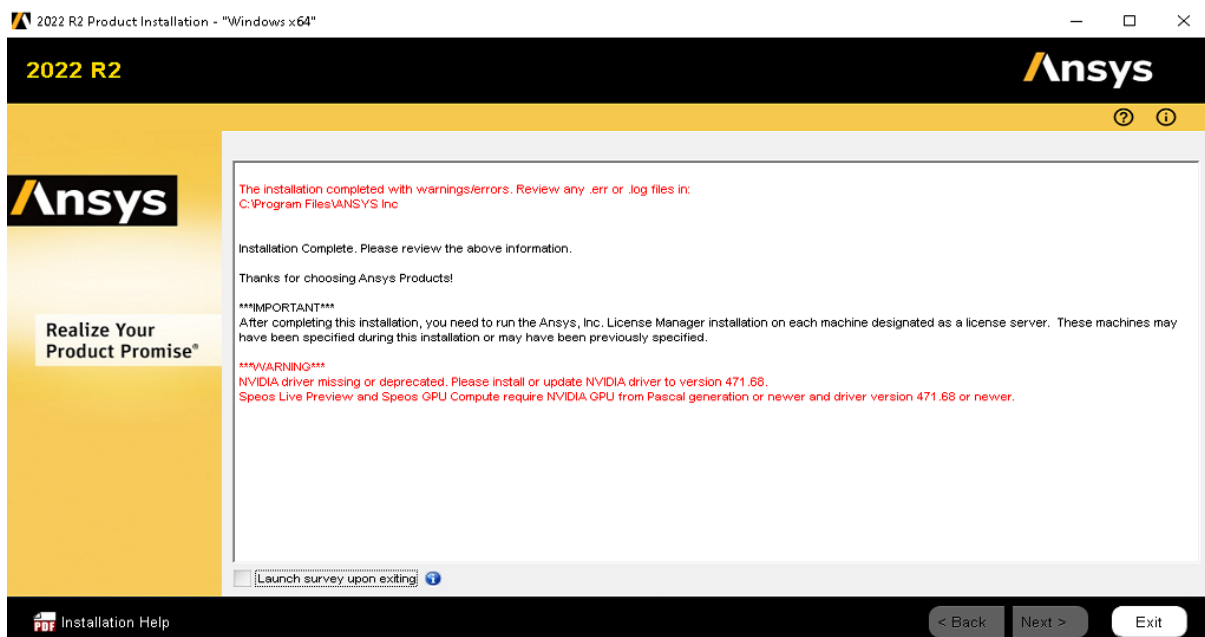 2022 R2 Product Installation - "Windows x64"
2022 R2
Ansys
Ansys
Realize Your
Product Promise®
The installation completed with warnings/errors. Review any .err or .log files in:
C:\Program Files\ANSYS Inc
Installation Complete. Please review the above information.
Thanks for choosing Ansys Products!
***IMPORTANT***
After completing this installation, you need to run the Ansys, Inc. License Manager installation on each machine designated as a license server. These machines may
have been specified during this installation or may have been previously specified.
***WARNING***
NVIDIA driver missing or deprecated. Please install or update NVIDIA driver to version 471.68.
Speos Live Preview and Speos GPU Compute require NVIDIA GPU from Pascal generation or newer and driver version 471.68 or newer.
Launch survey upon exiting
PDF Installation Help
< Back Next > Exit